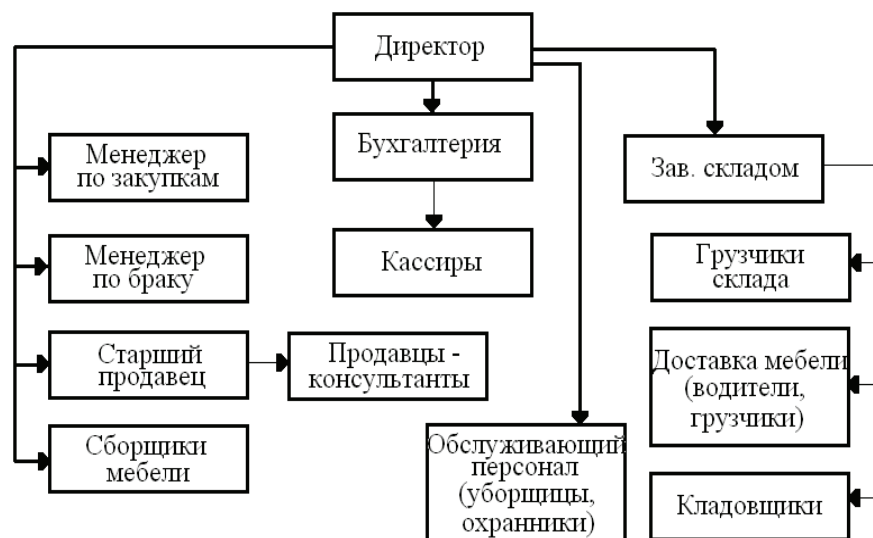 Директор
Менеджер
по закупкам
Бухгалтерия
Зав. складом
Менеджер
по браку
Кассиры
Грузчики
склада
Старший
продавец
Продавцы -
консультанты
Доставка мебели
(водители,
грузчики)
Сборщики
мебели
Обслуживающий
персонал
(уборщицы,
охранники)
Кладовщики